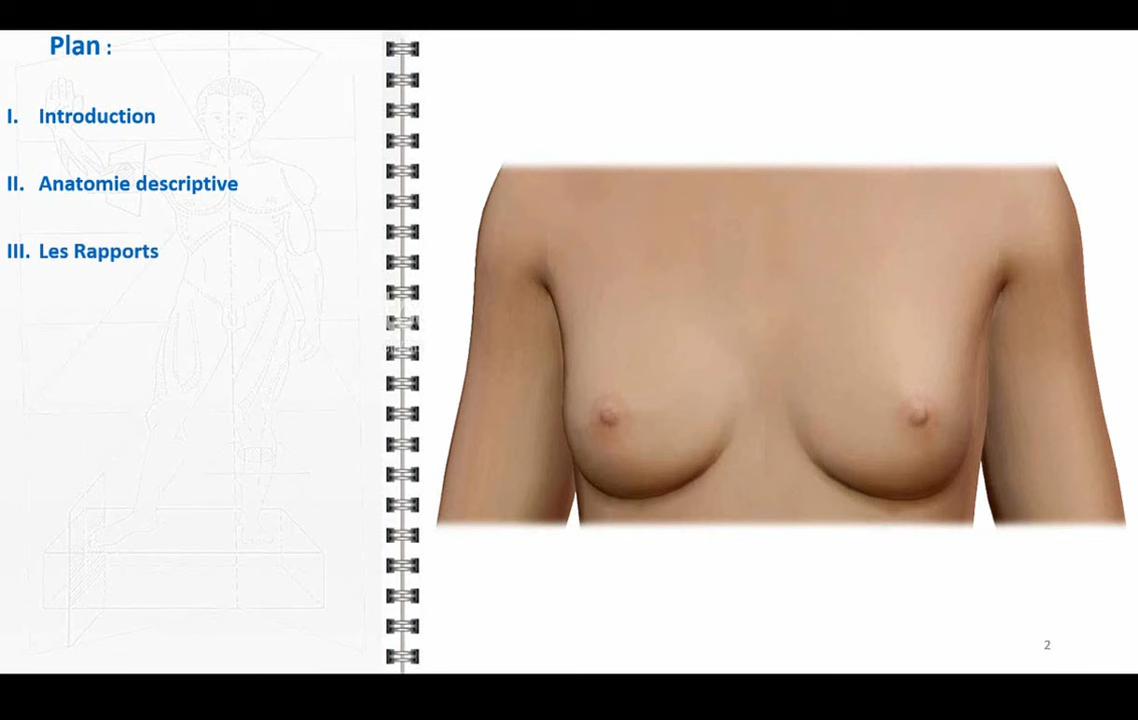 Plan :
I. Introduction
II. Anatomie descriptive
III. Les Rapports
2